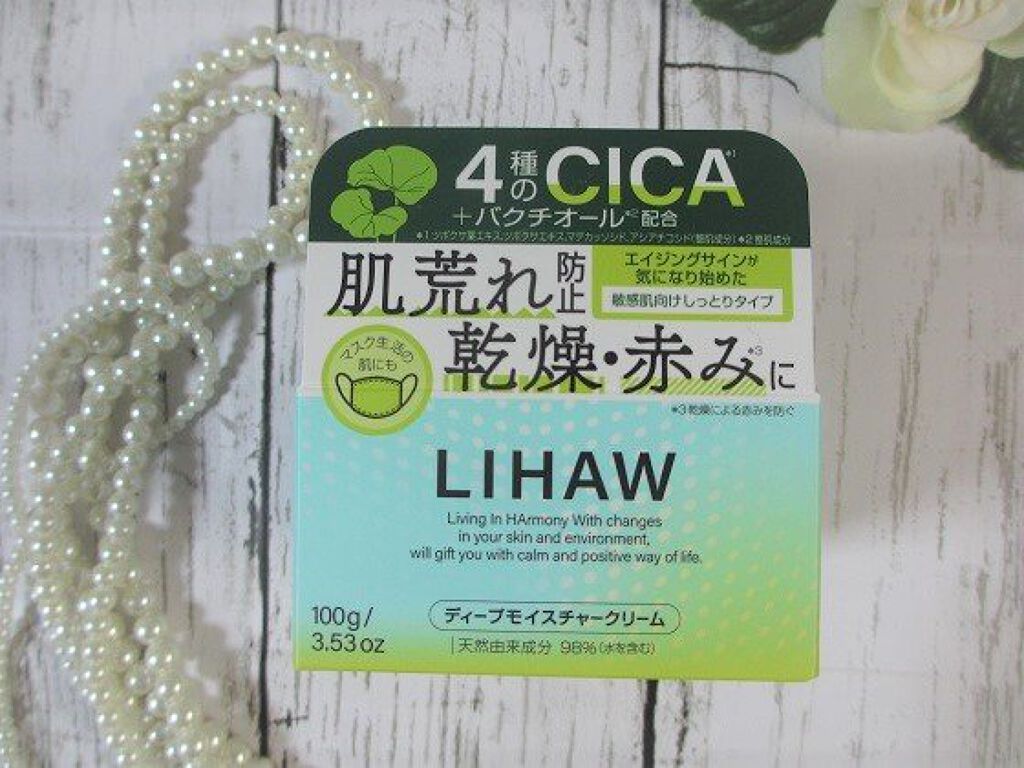 4種のCICA*1
+バクチオール*2配合
*1 ツボクサ葉エキス,ツボクサエキス,マデカッソシド,アシアチコシド(整肌成分) *2 整肌成分
肌荒れ防止
エイジングサインが
気になり始めた
敏感肌向けしっとりタイプ
マスク生活の
肌にも
乾燥・赤み*3に
*3 乾燥による赤みを防ぐ
LIHAW
Living In HArmony With changes
in your skin and environment,
will gift you with calm and positive way of life.
100g/
3.53oz
ディープモイスチャークリーム
天然由来成分 98%(水を含む)